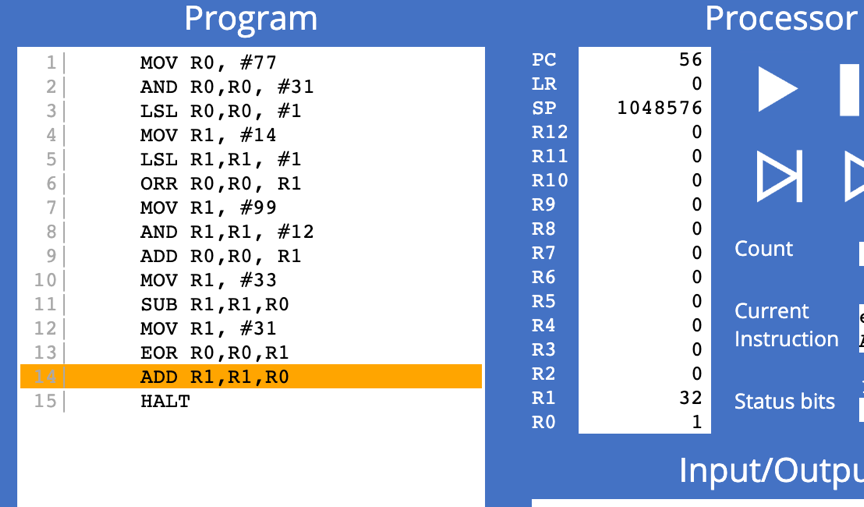 Program
1| MOV R0, #77
2| AND R0,R0, #31
3| LSL R0,R0, #1
4| MOV R1, #14
5| LSL R1,R1, #1
6| ORR R0,R0, R1
7| MOV R1, #99
8| AND R1,R1, #12
9| ADD R0,R0, R1
10| MOV R1, #33
11| SUB R1,R1,R0
12| MOV R1, #31
13| EOR R0,R0,R1
14| ADD R1,R1,R0
15| HALT
Processor
PC 56
LR 0
SP 1048576
R12 0
R11 0
R10 0
R9 0
R8 0
R7 0
R6 0
R5 0
R4 0
R3 0
R2 0
R1 32
R0 1
Count
Current
Instruction
Status bits
Input/Outpu